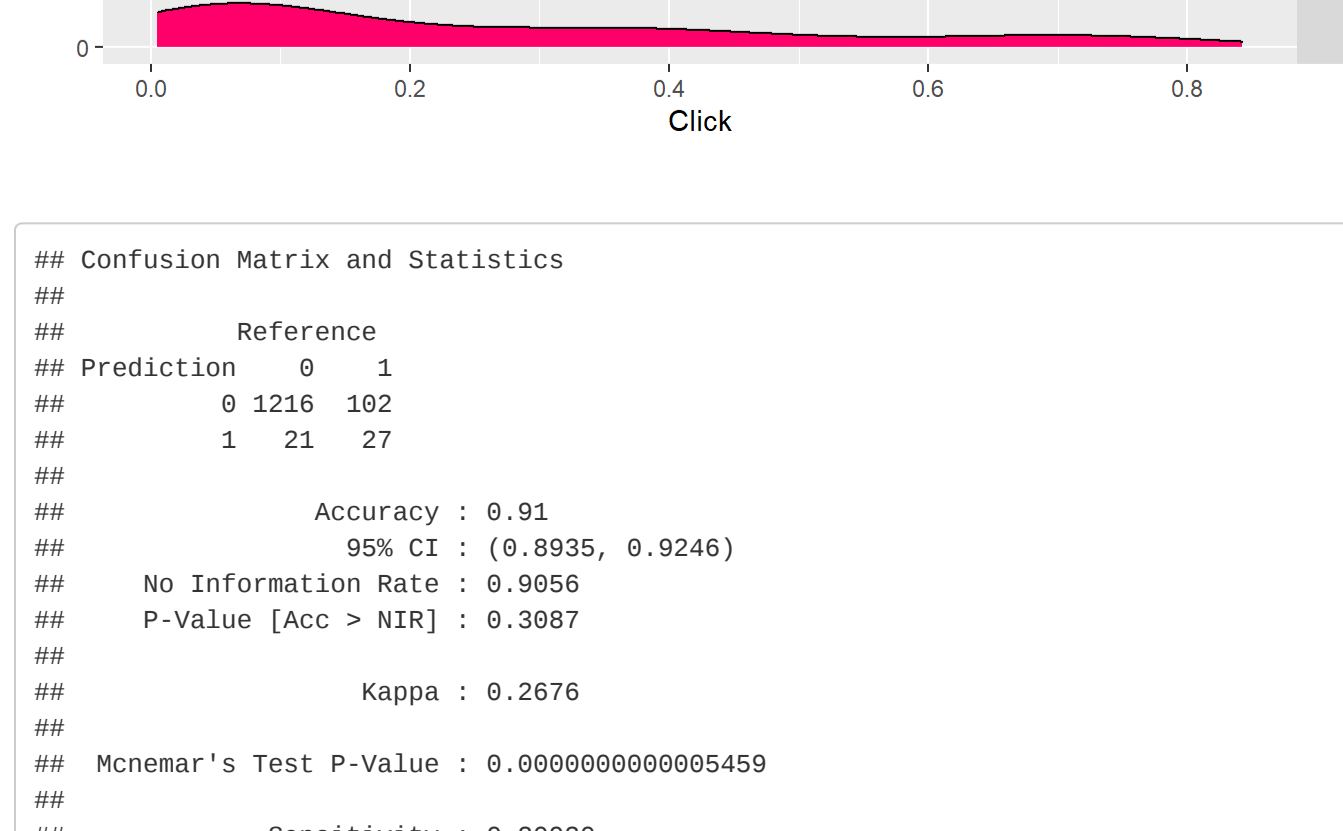 0
0.0 0.2 0.4 0.6 0.8
Click
## Confusion Matrix and Statistics
##
##           Reference
## Prediction    0    1
##          0 1216  102
##          1   21   27
##
##                Accuracy : 0.91
##                  95% CI : (0.8935, 0.9246)
##     No Information Rate : 0.9056
##     P-Value [Acc > NIR] : 0.3087
##
##                   Kappa : 0.2676
##
##  Mcnemar's Test P-Value : 0.0000000000005459
##
##             Sensitivity :